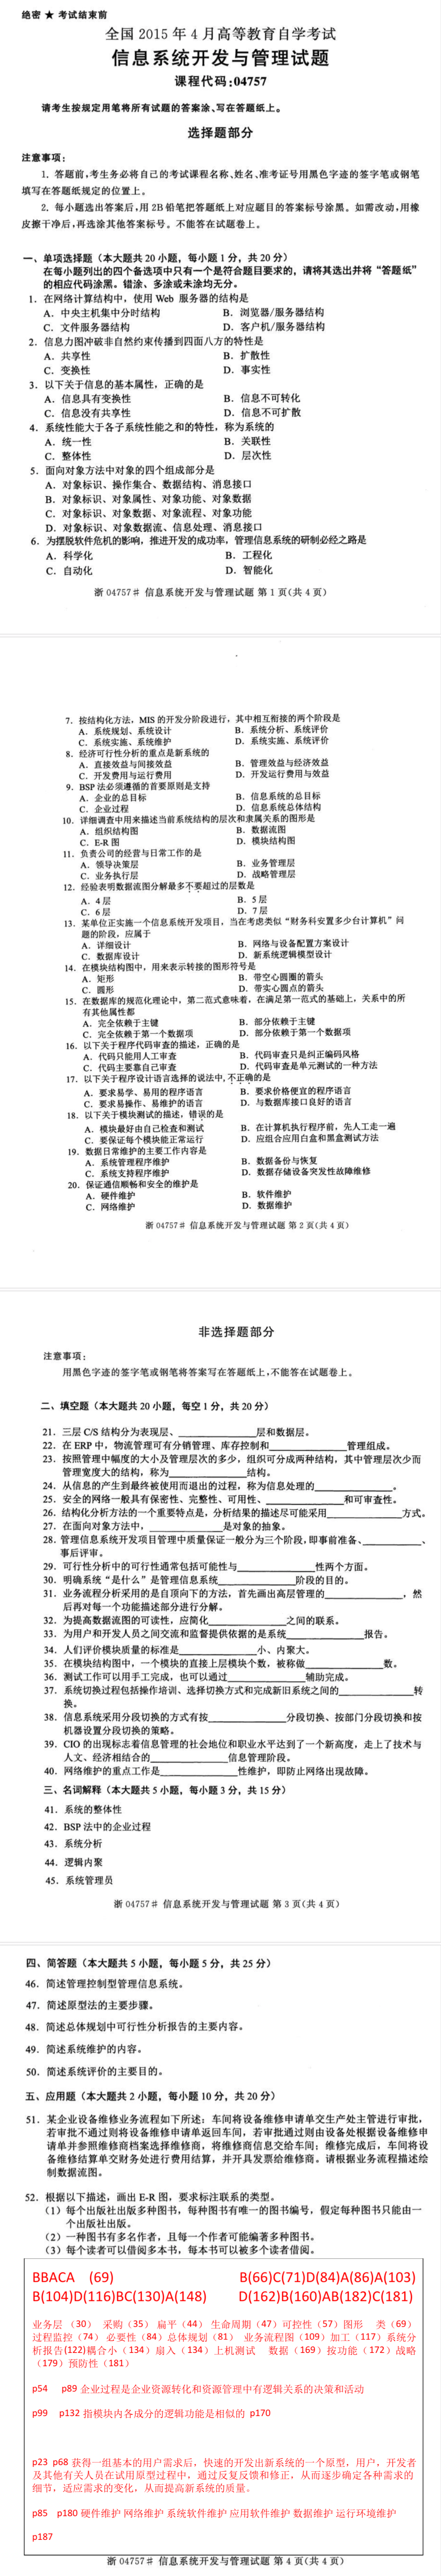 绝密 ★ 考试结束前
全国 2015 年 4 月高等教育自学考试
信息系统开发与管理试题
课程代码:04757
请考生按规定用笔将所有试题的答案涂、写在答题纸上。
选择题部分
注意事项:
1. 答题前,考生务必将自己的考试课程名称、姓名、准考证号用黑色字迹的签字笔或钢笔
填写在答题纸规定的位置上。
2. 每小题选出答案后,用 2B 铅笔把答题纸上对应题目的答案标号涂黑。如需改动,用橡
皮擦干净后,再选涂其他答案标号。不能答在试题卷上。
一、单项选择题（本大题共 20 小题，每小题 1 分，共 20 分）
在每小题列出的四个备选项中只有一个是符合题目要求的，请将其选出并将“答题纸”
的相应代码涂黑。错涂、多涂或未涂均无分。
1．在网络计算结构中，使用 Web 服务器的结构是
A．中央主机集中分时结构 B．浏览器/服务器结构
C．文件服务器结构 D．客户机/服务器结构
2．信息力图冲破非自然约束传播到四面八方的特性是
A．共享性 B．扩散性
C．变换性 D．事实性
3．以下关于信息的基本属性，正确的是
A．信息具有变换性 B．信息不可转化
C．信息没有共享性 D．信息不可扩散
4．系统性能大于各子系统性能之和的特性，称为系统的
A．统一性 B．关联性
C．整体性 D．层次性
5．面向对象方法中对象的四个组成部分是
A．对象标识、操作集合、数据结构、消息接口
B．对象标识、对象属性、对象功能、对象数据
C．对象标识、对象数据、对象流程、对象功能
D．对象标识、对象数据流、信息处理、消息接口
6．为摆脱软件危机的影响，推进开发的成功率，管理信息系统的研制必经之路是
A．科学化 B．工程化
C．自动化 D．智能化
浙 04757# 信息系统开发与管理试题 第 1 页(共 4 页)
7．按结构化方法，MIS 的开发分阶段进行，其中相互衔接的两个阶段是
A．系统规划、系统设计 B．系统分析、系统评价
C．系统实施、系统维护 D．系统实施、系统评价
8．经济可行性分析的重点是新系统的
A．直接效益与间接效益 B．管理效益与经济效益
C．开发费用与运行费用 D．开发运行费用与效益
9．BSP 法必须遵循的首要原则是支持
A．企业的总目标 B．信息系统的总目标
C．企业过程 D．信息系统总体结构
10．详细调查中用来描述当前系统结构的层次和隶属关系的图形是
A．组织结构图 B．数据流图
C．E-R 图 D．模块结构图
11．负责公司的经营与日常工作的是
A．领导决策层 B．业务管理层
C．业务执行层 D．战略管理层
12．经验表明数据流图分解最多不要超过的层数是
A．4 层 B．5 层
C．6 层 D．7 层
13．某单位正实施一个信息系统开发项目，当在考虑类似“财务科安置多少台计算机”问
题的阶段，应属于
A．详细设计 B．网络与设备配置方案设计
C．数据库设计 D．新系统逻辑模型设计
14．在模块结构图中，用来表示转接的图形符号是
A．矩形 B．带空心圆圈的箭头
C．圆形 D．带实心圆点的箭头
15．在数据库的规范化理论中，第二范式意味着，在满足第一范式的基础上，关系中的所
有其他属性都
A．完全依赖于主键 B．部分依赖于主键
C．完全依赖于第一个数据项 D．部分依赖于第一个数据项
16．以下关于程序代码审查的描述，正确的是
A．代码只能用人工审查 B．代码审查只是纠正编码风格
C．代码主要靠自己审查 D．代码审查是单元测试的一种方法
17．以下关于程序设计语言选择的说法中,不正确的是
A．要求易学、易用的程序语言 B．要求价格便宜的程序语言
C．要求易操作、易维护的语言 D．与数据库接口良好的语言
18．以下关于模块测试的描述，错误的是
A．模块最好由自己检查和测试 B．在计算机执行程序前，先人工走一遍
C．要保证每个模块能正常运行 D．应组合应用白盒和黑盒测试方法
19．数据日常维护的主要工作内容是
A．系统管理程序维护 B．数据备份与恢复
C．系统支持程序维护 D．数据存储设备突发性故障维修
20．保证通信顺畅和安全的维护是
A．硬件维护 B．软件维护
C．网络维护 D．数据维护
浙 04757# 信息系统开发与管理试题 第 2 页(共 4 页)
非选择题部分
注意事项:
用黑色字迹的签字笔或钢笔将答案写在答题纸上,不能答在试题卷上。
二、填空题（本大题共 20 小题，每空 1 分，共 20 分）
21．三层 C/S 结构分为表现层、________层和数据层。
22．在 ERP 中，物流管理可有分销管理、库存控制和________管理组成。
23．按照管理中幅度的大小及管理层次的多少，组织可分成两种结构，其中管理层次少而
管理宽度大的结构，称为________结构。
24．从信息的产生到最终被使用而退出的过程，称为信息处理的________。
25．安全的网络一般具有保密性、完整性、可用性、________和可审查性。
26．结构化分析方法的一个重要特点是，分析结果的描述尽可能采用________方式。
27．在面向对象方法中，________是对象的抽象。
28．管理信息系统开发项目管理中质量保证一般分为三个阶段,即事前准备、________、
事后评审。
29．可行性分析中的可行性通常包括可能性与________性两个方面。
30．明确系统“是什么”是管理信息系统________阶段的目的。
31．业务流程分析采用的是自顶向下的方法，首先画出高层管理的________，然
后再对每一个功能描述部分进行分解。
32．为提高数据流图的可读性，应简化________之间的联系。
33．为用户和开发人员之间交流和监督提供依据的是系统________报告。
34．人们评价模块质量的标准是________小、内聚大。
35．在模块结构图中，一个模块的直接上层模块个数，被称做________数。
36．测试工作可以用手工完成，也可以通过________辅助完成。
37．系统切换过程包括操作培训、选择切换方式和完成新旧系统之间的________转
换。
38．信息系统采用分段切换的方式有按________分段切换、按部门分段切换和按
机器设置分段切换的策略。
39．CIO 的出现标志着信息管理的社会地位和职业水平达到了一个新高度，走上了技术与
人文、经济相结合的________信息管理阶段。
40．网络维护的重点工作是________性维护，即防止网络出现故障。
三、名词解释（本大题共 5 小题，每小题 3 分，共 15 分）
41．系统的整体性
42．BSP 法中的企业过程
43．系统分析
44．逻辑内聚
45．系统管理员
浙 04757# 信息系统开发与管理试题 第 3 页(共 4 页)
四、简答题（本大题共 5 小题，每小题 5 分，共 25 分）
46．简述管理控制型管理信息系统。
47．简述原型法的主要步骤。
48．简述总体规划中可行性分析报告的主要内容。
49．简述系统维护的内容。
50．简述系统评价的主要目的。
五、应用题（本大题共 2 小题，每小题 10 分，共 20 分）
51．某企业设备维修业务流程如下所述：车间将设备维修申请单交生产处主管进行审批，
若审批不通过则将设备维修申请单返回车间，若审批通过则由设备处根据设备维修申
请单并参照维修商档案选择维修商，将维修商信息交给车间；维修完成后，车间将设
备维修结算单交财务处进行费用结算，并开具发票给维修商。请根据业务流程描述绘
制数据流图。
52．根据以下描述，画出 E-R 图，要求标注联系的类型。
（1）每个出版社出版多种图书，每种图书有唯一的图书编号，假定每种图书只能由一
个出版社出版。
（2）一种图书有多名作者，且每一个作者可能编著多种图书。
（3）每个读者可以借阅多本书，每本书可以被多个读者借阅。
BBACA (69) B(66)C(71)D(84)A(86)A(103)
B(104)D(116)BC(130)A(148) D(162)B(160)AB(182)C(181)
业务层 （30） 采购（35） 扁平（44） 生命周期（47）可控性（57）图形 类（69）
过程监控（74）必要性（84）总体规划（81） 业务流程图（109）加工（117）系统分
析报告(122)耦合小（134）扇入（134）上机测试 数据（169）按功能（172）战略
（179）预防性（181）
p54 p89 企业过程是企业资源转化和资源管理中有逻辑关系的决策和活动
p99 p132 指模块内各成分的逻辑功能是相似的 p170
p23 p68 获得一组基本的用户需求后，快速的开发出新系统的一个原型，用户、开发者
及其他有关人员在试用原型过程中，通过反复反馈和修正，从而逐步确定各种需求的
细节，适应需求的变化，从而提高新系统的质量。
p85 p180 硬件维护 网络维护 系统软件维护 应用软件维护 数据维护 运行环境维护
p187
浙 04757# 信息系统开发与管理试题 第 4 页(共 4 页)